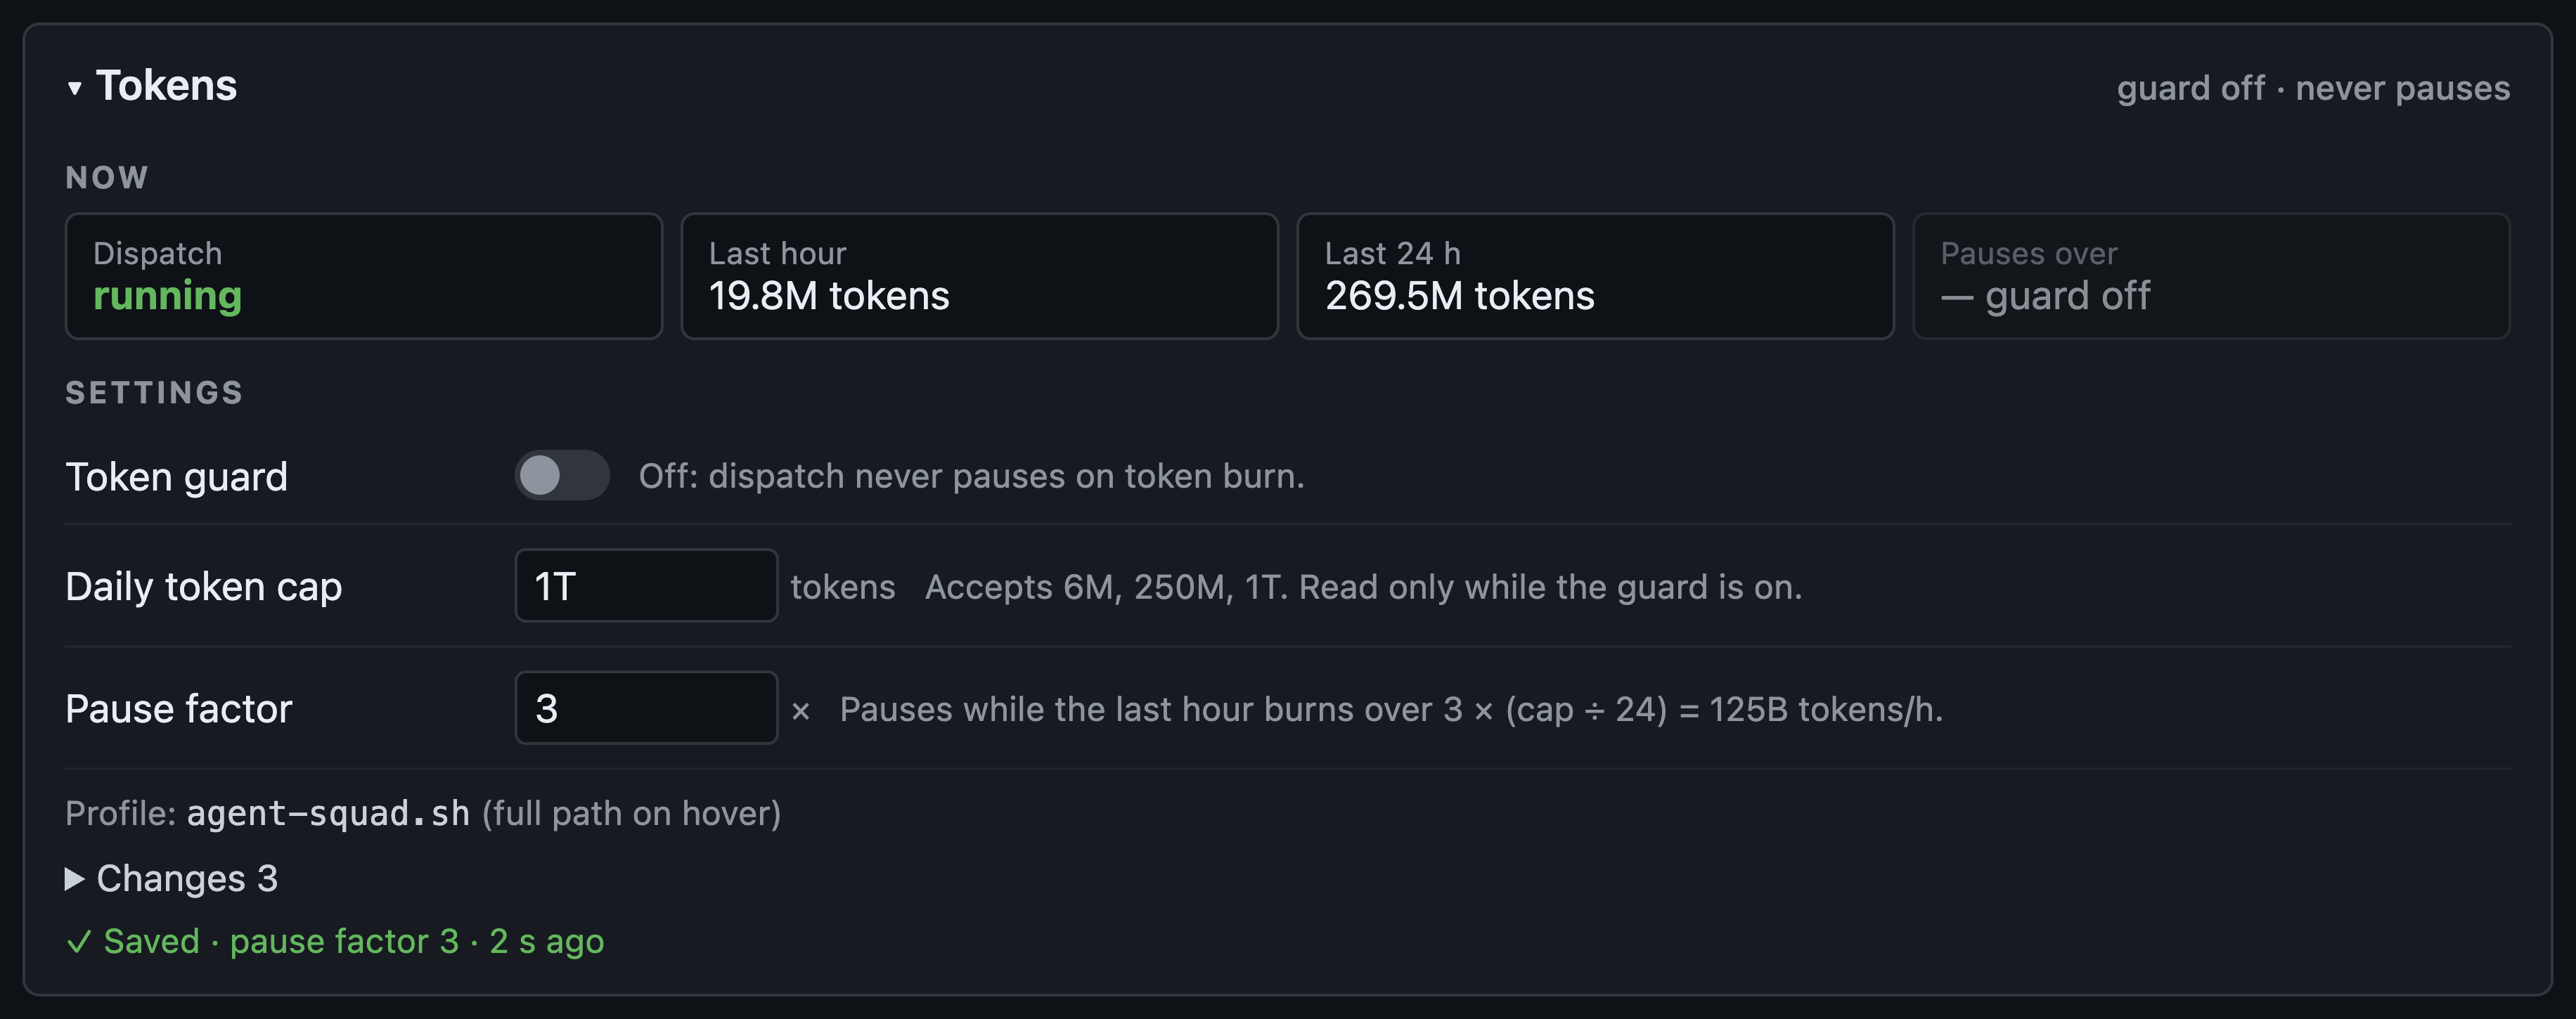 ▾ Tokens
guard off · never pauses
NOW
Dispatch
running
Last hour
19.8M tokens
Last 24 h
269.5M tokens
Pauses over
— guard off
SETTINGS
Token guard
Off: dispatch never pauses on token burn.
Daily token cap
1T
tokens Accepts 6M, 250M, 1T. Read only while the guard is on.
Pause factor
3
× Pauses while the last hour burns over 3 × (cap ÷ 24) = 125B tokens/h.
Profile: agent-squad.sh (full path on hover)
▶ Changes 3
✓ Saved · pause factor 3 · 2 s ago